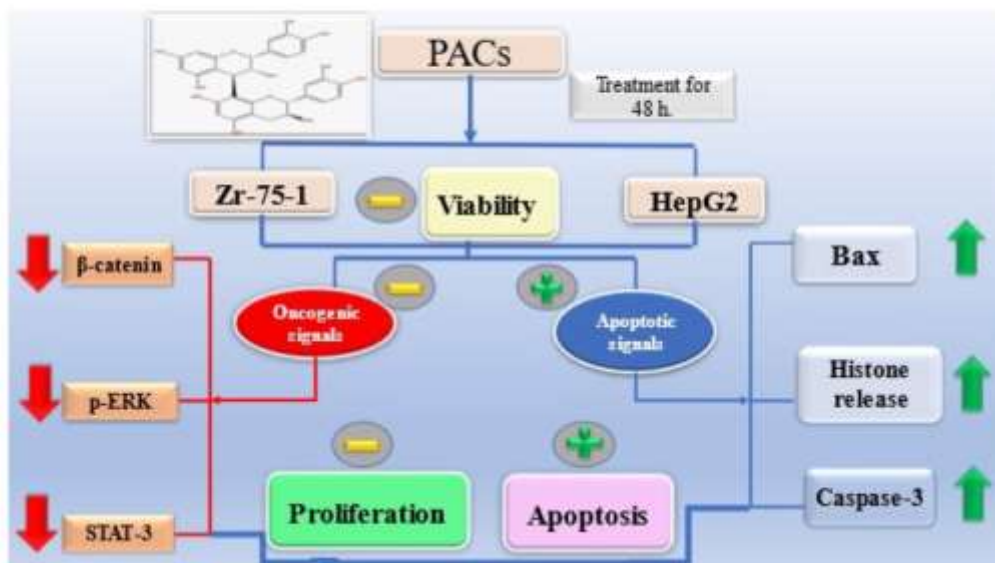 PACs
Treatment for
48 h.
Zr-75-1
Viability
HepG2
β-catenin
Bax
Oncogenic
signals
Apoptotic
signals
p-ERK
Histone
release
STAT-3
Proliferation
Apoptosis
Caspase-3